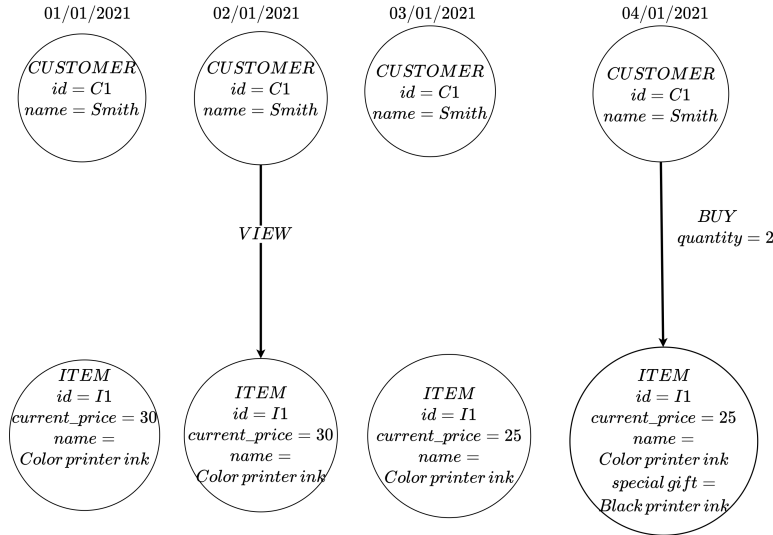 01/01/2021
02/01/2021
03/01/2021
04/01/2021
CUSTOMER
id = C1
name = Smith
CUSTOMER
id = C1
name = Smith
CUSTOMER
id = C1
name = Smith
CUSTOMER
id = C1
name = Smith
VIEW
BUY
quantity = 2
ITEM
id = I1
current_price = 30
name =
Color printer ink
ITEM
id = I1
current_price = 30
name =
Color printer ink
ITEM
id = I1
current_price = 25
name =
Color printer ink
ITEM
id = I1
current_price = 25
name =
Color printer ink
special gift =
Black printer ink